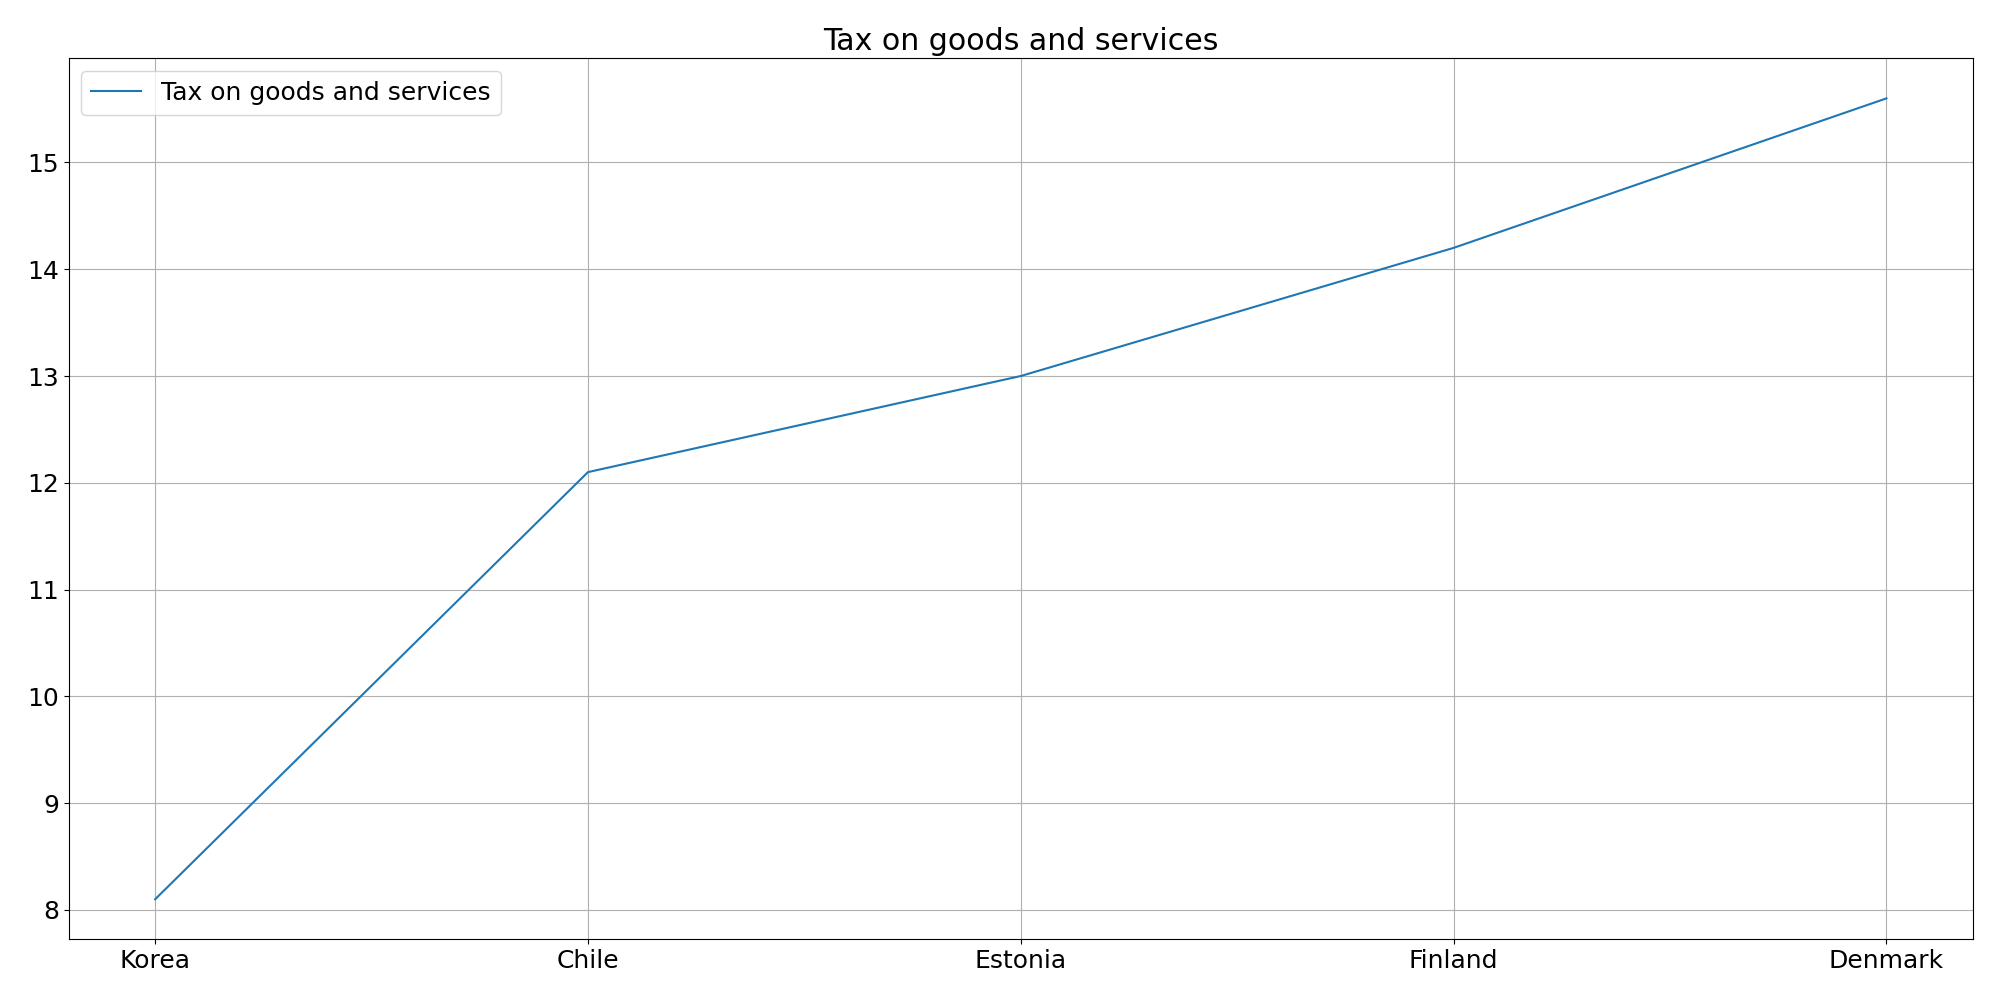 Tax on goods and services
Tax on goods and services
15
14
13
12
11
10
9
8
Korea Chile Estonia Finland Denmark